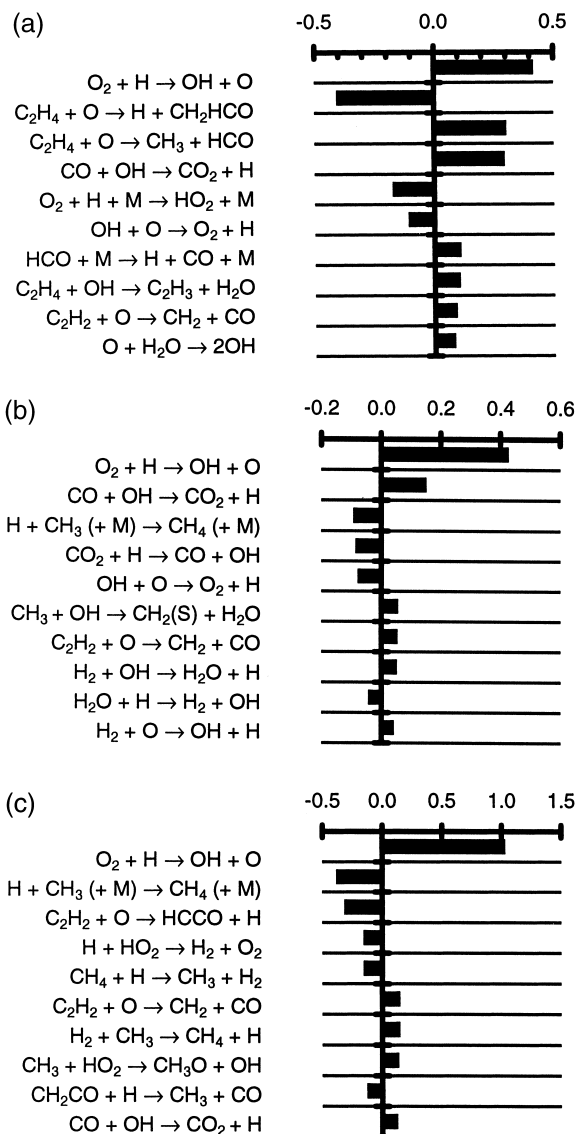 (a)
-0.5 0.0 0.5
O₂ + H → OH + O
C₂H₄ + O → H + CH₂HCO
C₂H₄ + O → CH₃ + HCO
CO + OH → CO₂ + H
O₂ + H + M → HO₂ + M
OH + O → O₂ + H
HCO + M → H + CO + M
C₂H₄ + OH → C₂H₃ + H₂O
C₂H₂ + O → CH₂ + CO
O + H₂O → 2OH
(b)
-0.2 0.0 0.2 0.4 0.6
O₂ + H → OH + O
CO + OH → CO₂ + H
H + CH₃ (+ M) → CH₄ (+ M)
CO₂ + H → CO + OH
OH + O → O₂ + H
CH₃ + OH → CH₂(S) + H₂O
C₂H₂ + O → CH₂ + CO
H₂ + OH → H₂O + H
H₂O + H → H₂ + OH
H₂ + O → OH + H
(c)
-0.5 0.0 0.5 1.0 1.5
O₂ + H → OH + O
H + CH₃ (+ M) → CH₄ (+ M)
C₂H₂ + O → HCCO + H
H + HO₂ → H₂ + O₂
CH₄ + H → CH₃ + H₂
C₂H₂ + O → CH₂ + CO
H₂ + CH₃ → CH₄ + H
CH₃ + HO₂ → CH₃O + OH
CH₂CO + H → CH₃ + CO
CO + OH → CO₂ + H